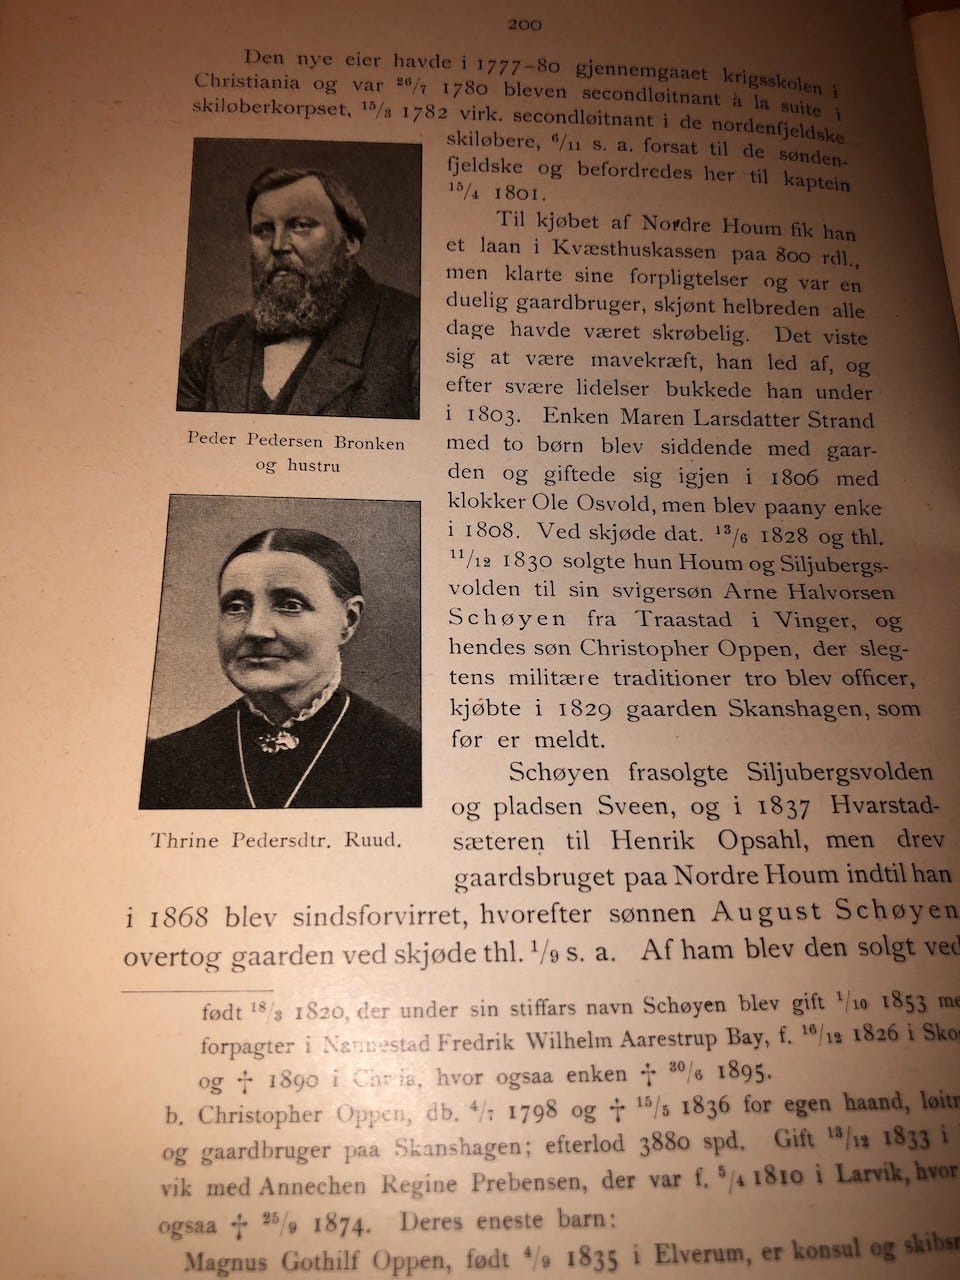 200
Den nye eier havde i 1777–80 gjennemgaaet krigsskolen i
Christiania og var 26/7 1780 bleven secondløitnant à la suite i
skiløberkorpset, 15/3 1782 virk. secondløitnant i de nordenfjeldske
skiløbere, 6/11 s. a. forsat til de sønden-
fjeldske og befordredes her til kaptein
15/4 1801.
Til kjøbet af Nordre Houm fik han
et laan i Kvæsthuskassen paa 800 rdl.,
men klarte sine forpligtelser og var en
duelig gaardbruger, skjønt helbreden alle
dage havde været skrøbelig. Det viste
sig at være mavekræft, han led af, og
efter svære lidelser bukkede han under
i 1803. Enken Maren Larsdatter Strand
med to børn blev siddende med gaar-
den og giftede sig igjen i 1806 med
klokker Ole Osvold, men blev paany enke
i 1808. Ved skjøde dat. 13/6 1828 og thl.
11/12 1830 solgte hun Houm og Siljubergs-
volden til sin svigersøn Arne Halvorsen
Schøyen fra Traastad i Vinger, og
hendes søn Christopher Oppen, der sleg-
tens militære traditioner tro blev officer,
kjøbte i 1829 gaarden Skanshagen, som
før er meldt.
Peder Pedersen Bronken
og hustru
Thrine Pedersdtr. Ruud.
Schøyen frasolgte Siljubergsvolden
og pladsen Sveen, og i 1837 Hvarstad-
sæteren til Henrik Opsahl, men drev
gaardsbruget paa Nordre Houm indtil han
i 1868 blev sindsforvirret, hvorefter sønnen August Schøyen
overtog gaarden ved skjøde thl. 1/9 s. a. Af ham blev den solgt ved
født 18/3 1820, der under sin stiffars navn Schøyen blev gift 1/10 1853
forpagter i Nannestad Fredrik Wilhelm Aarestrup Bay, f. 16/12 1826 i
og † 1890 i Chria, hvor ogsaa enken † 30/6 1895.
b. Christopher Oppen, db. 4/7 1798 og † 15/5 1836 for egen haand,
og gaardbruger paa Skanshagen; efterlod 3880 spd. Gift 13/12 1833 i
vik med Annechen Regine Prebensen, der var f. 5/4 1810 i Larvik, hvor
ogsaa † 25/9 1874. Deres eneste barn:
Magnus Gothilf Oppen, født 4/9 1835 i Elverum, er konsul og